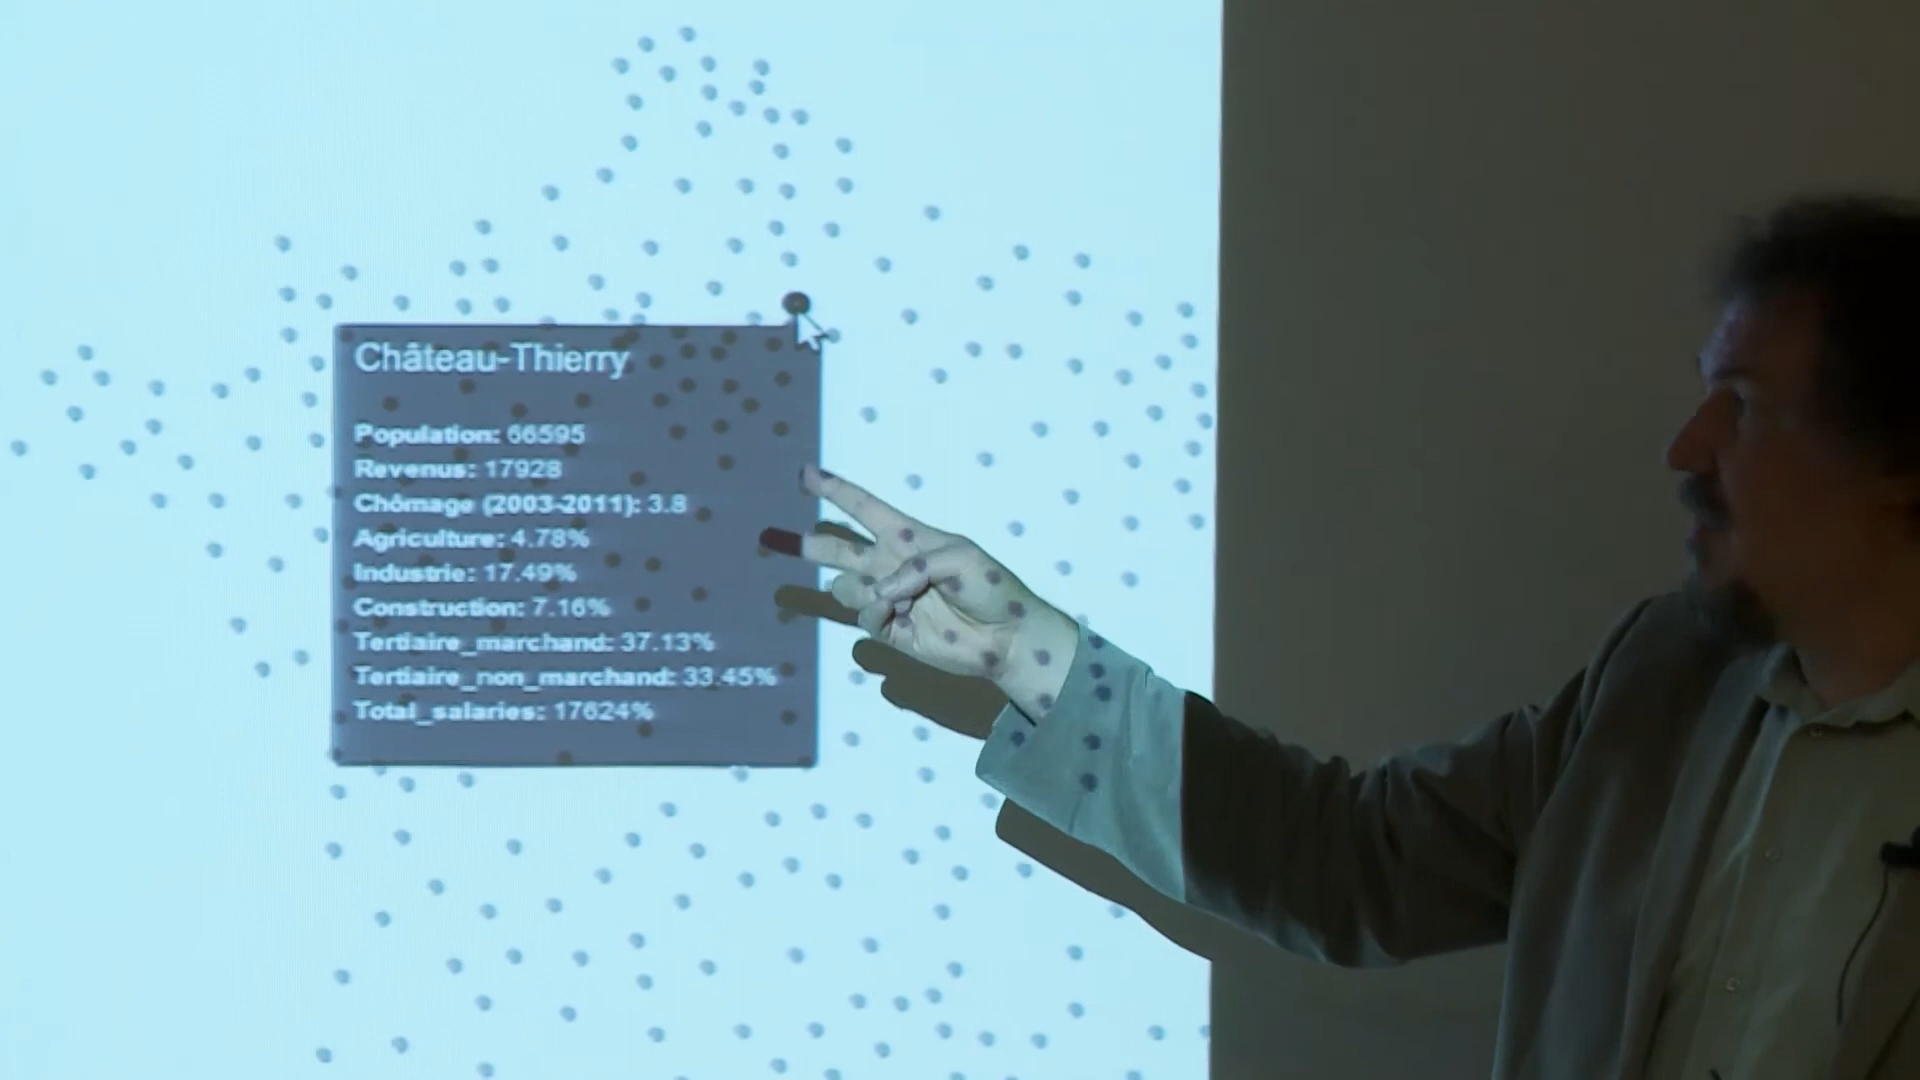 Château-Thierry
Population: 66595
Revenus: 17928
Chômage (2003-2011): 3.8
Agriculture: 4.78%
Industrie: 17.49%
Construction: 7.16%
Tertiaire_marchand: 37.13%
Tertiaire_non_marchand: 33.45%
Total_salaries: 17624%